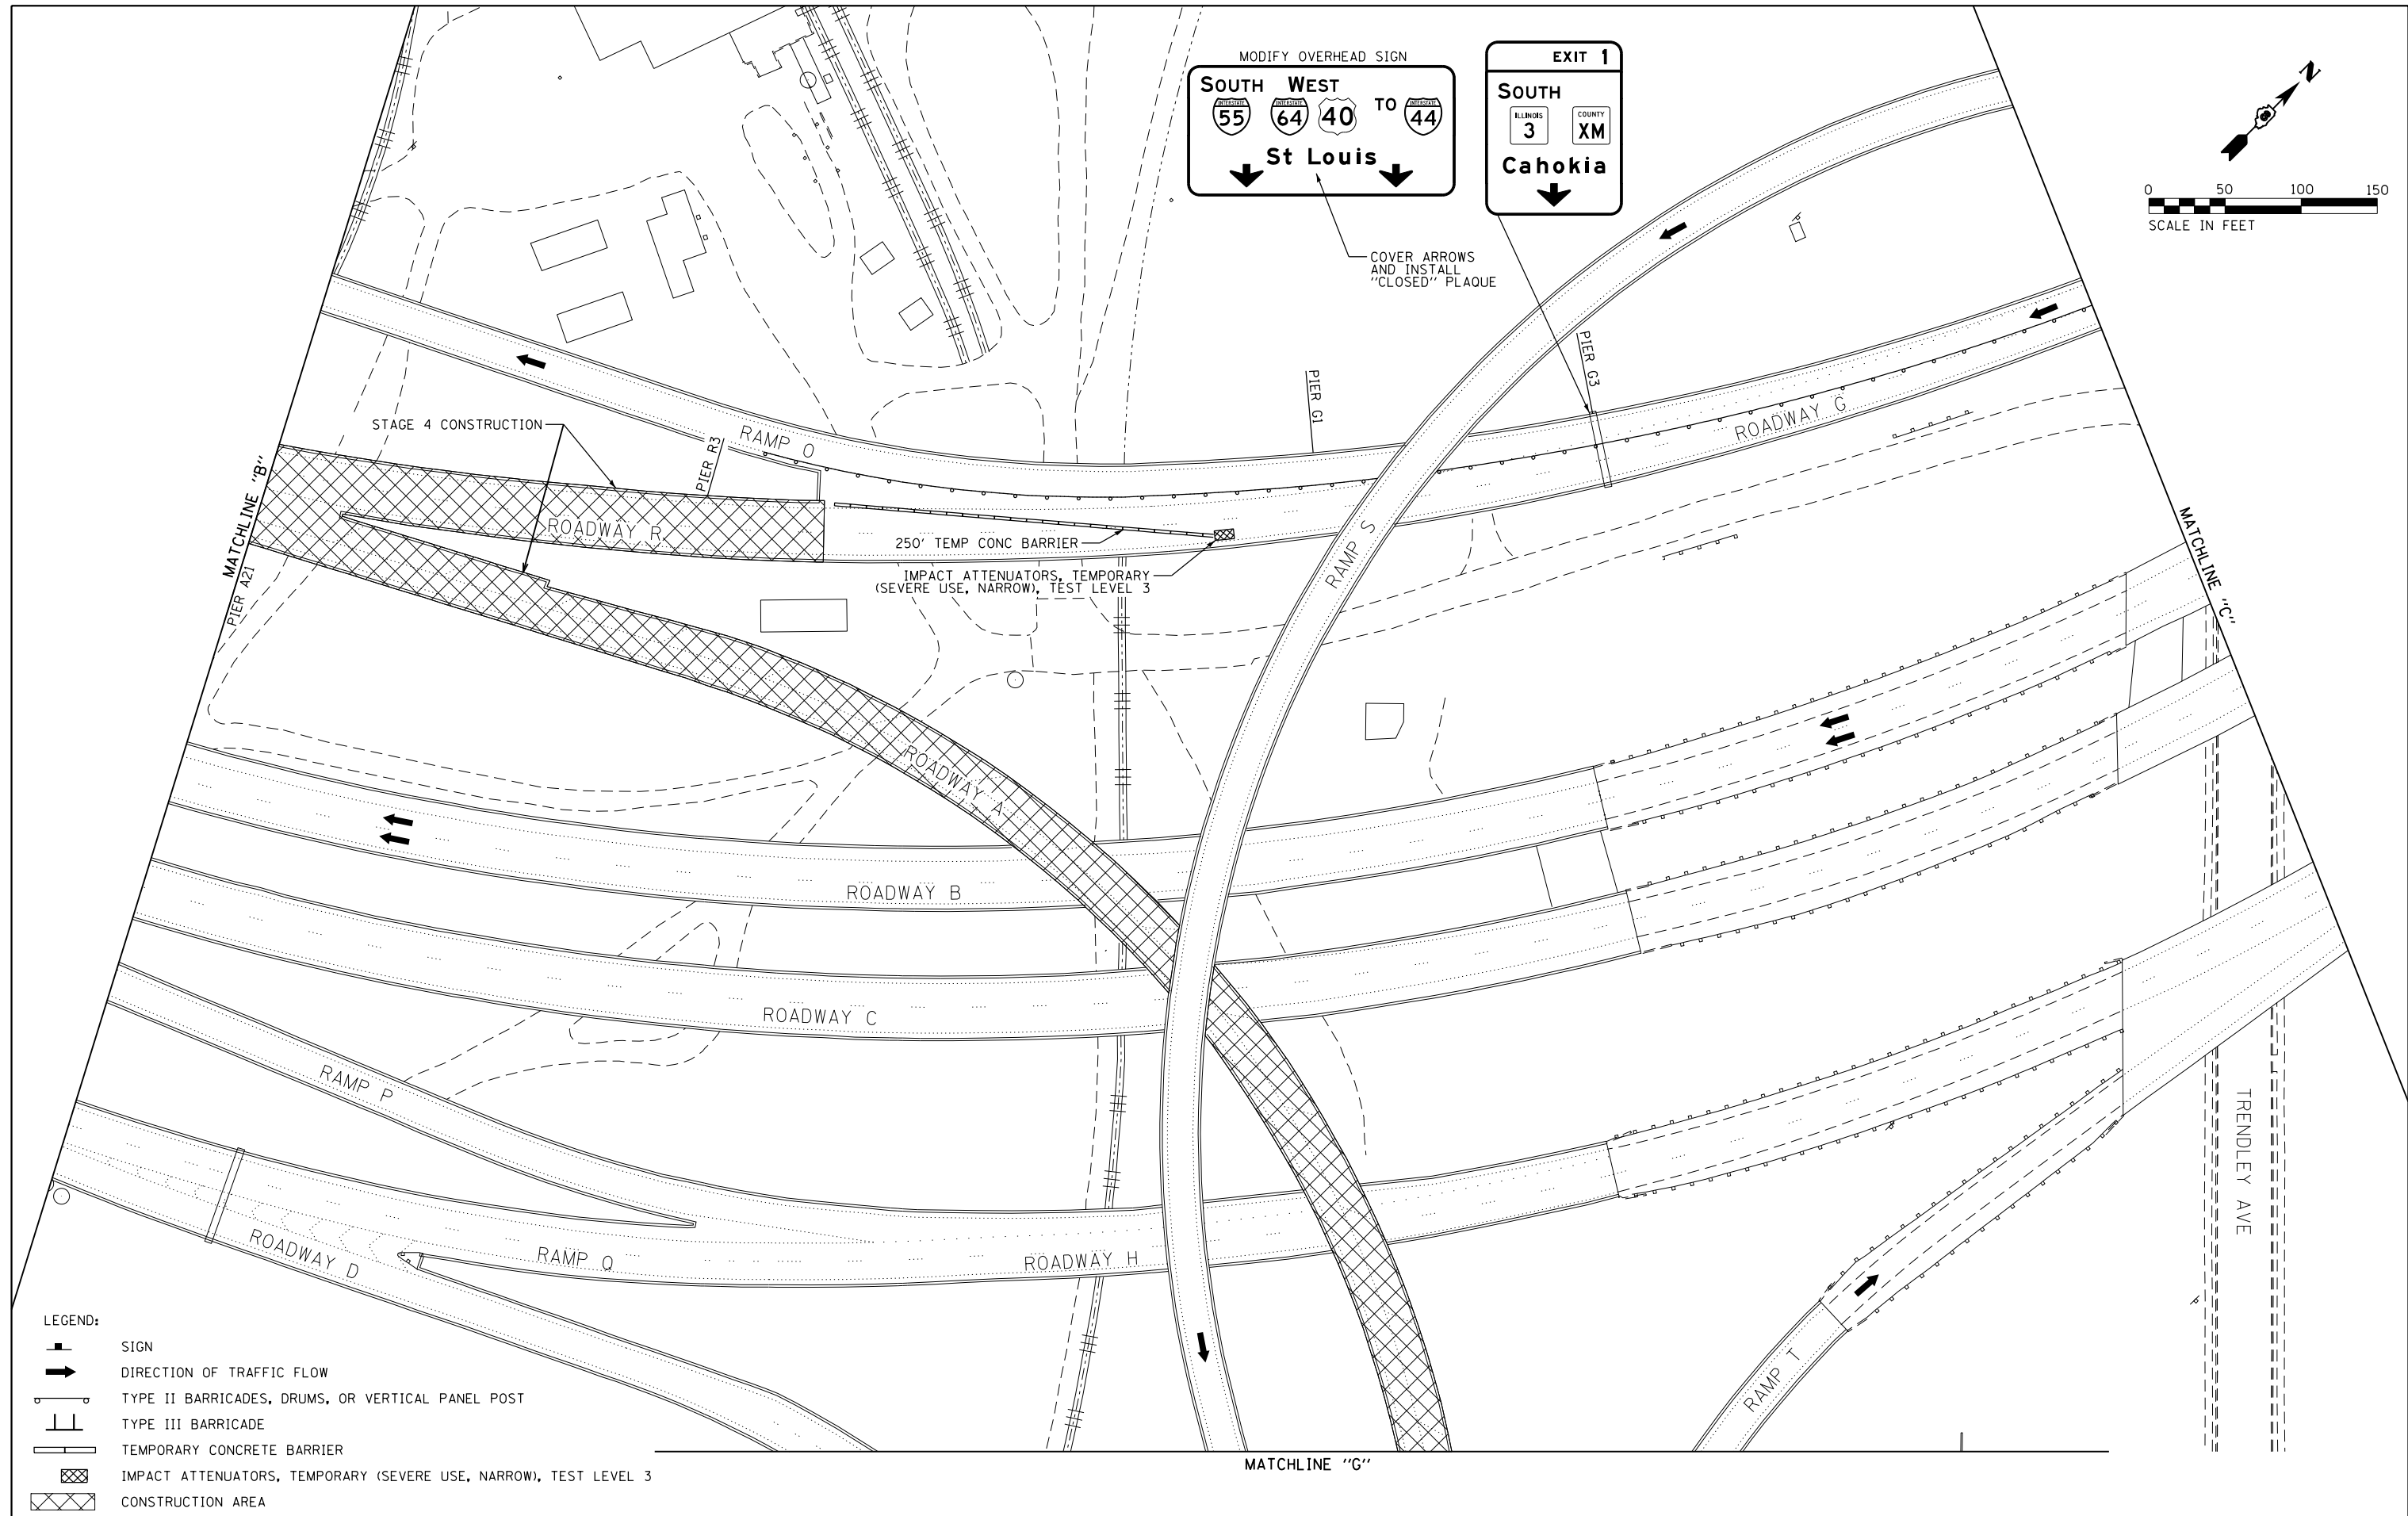 MODIFY OVERHEAD SIGN
SOUTH WEST
INTERSTATE 55 INTERSTATE 64 40 TO INTERSTATE 44
St Louis
EXIT 1
SOUTH
ILLINOIS 3 COUNTY XM
Cahokia
N
0 50 100 150
SCALE IN FEET
COVER ARROWS
AND INSTALL
"CLOSED" PLAQUE
PIER G3
PIER G1
ROADWAY G
STAGE 4 CONSTRUCTION
RAMP O
PIER R3
MATCHLINE "B"
ROADWAY R
250' TEMP CONC BARRIER
IMPACT ATTENUATORS, TEMPORARY
(SEVERE USE, NARROW), TEST LEVEL 3
RAMP S
MATCHLINE "C"
PIER A21
ROADWAY A
ROADWAY B
ROADWAY C
RAMP P
TRENDLEY AVE
ROADWAY D
RAMP Q
ROADWAY H
RAMP T
MATCHLINE "G"
LEGEND:
SIGN
DIRECTION OF TRAFFIC FLOW
TYPE II BARRICADES, DRUMS, OR VERTICAL PANEL POST
TYPE III BARRICADE
TEMPORARY CONCRETE BARRIER
IMPACT ATTENUATORS, TEMPORARY (SEVERE USE, NARROW), TEST LEVEL 3
CONSTRUCTION AREA